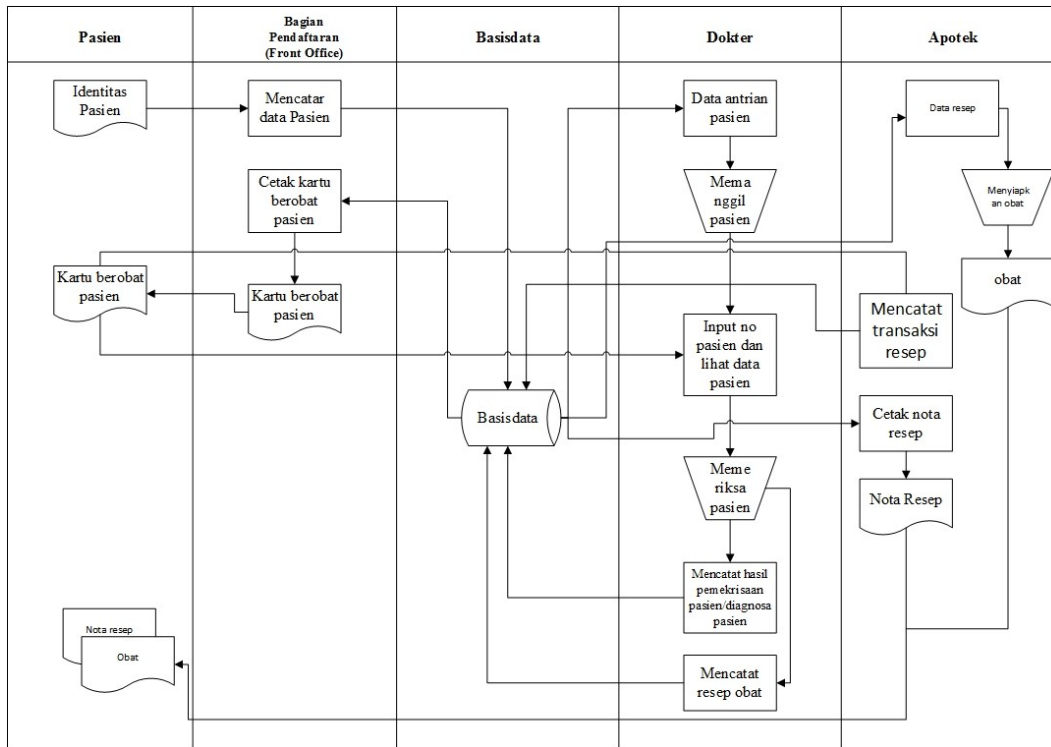 Pasien
Bagian
Pendaftaran
(Front Office)
Basisdata
Dokter
Apotek
Identitas
Pasien
Mencatar
data Pasien
Data antrian
pasien
Data resep
Cetak kartu
berobat
pasien
Mema
nggil
pasien
Menyiapk
an obat
Kartu berobat
pasien
Kartu berobat
pasien
obat
Input no
pasien dan
lihat data
pasien
Mencatat
transaksi
resep
Basisdata
Cetak nota
resep
Meme
riksa
pasien
Nota Resep
Mencatat hasil
pemekrisaan
pasien/diagnosa
pasien
Nota resep
Obat
Mencatat
resep obat